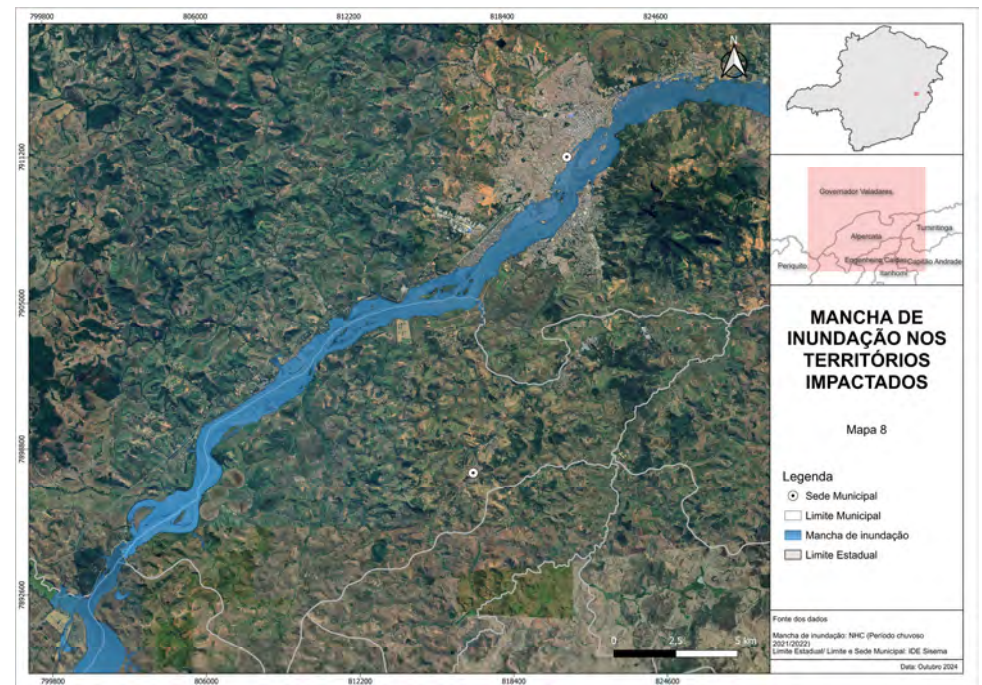 799800 806000 812200 818400 824600
7911200
7905000
7898800
7892600
N
0 2,5 5 km
799800 806000 812200 818400 824600
Governador Valadares
Alpercata
Tumiritinga
Periquito
Engenheiro Caldas
Capitão Andrade
Itanhomi
MANCHA DE
INUNDAÇÃO NOS
TERRITÓRIOS
IMPACTADOS
Mapa 8
Legenda
Sede Municipal
Limite Municipal
Mancha de inundação
Limite Estadual
Fonte dos dados
Mancha de inundação: NHC (Período chuvoso
2021/2022)
Limite Estadual/ Limite e Sede Municipal: IDE Sisema
Data: Outubro 2024